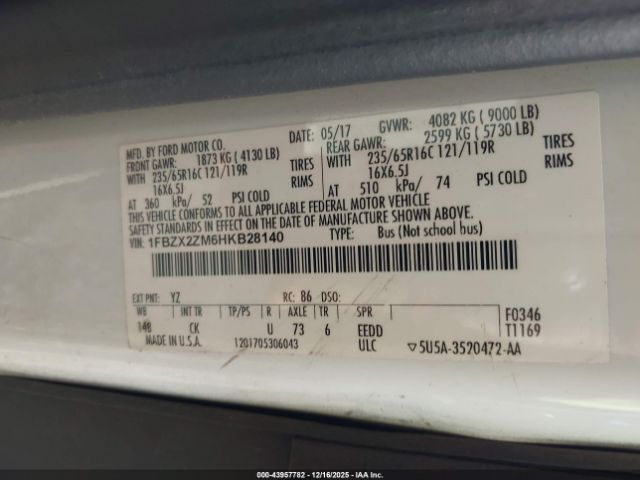 MFD. BY FORD MOTOR CO. DATE: 05/17 GVWR: 4082 KG ( 9000 LB)
FRONT GAWR: 1873 KG ( 4130 LB) REAR GAWR: 2599 KG ( 5730 LB)
WITH 235/65R16C 121/119R TIRES WITH 235/65R16C 121/119R TIRES
16X6.5J RIMS 16X6.5J RIMS
AT 360 kPa/ 52 PSI COLD AT 510 kPa/ 74 PSI COLD
THIS VEHICLE CONFORMS TO ALL APPLICABLE FEDERAL MOTOR VEHICLE
SAFETY STANDARDS IN EFFECT ON THE DATE OF MANUFACTURE SHOWN ABOVE.
VIN: 1FBZX2ZM6HKB28140 TYPE: Bus (Not school bus)
EXT PNT: YZ RC: 86 DSO:
WB INT TR TP/PS R AXLE TR SPR F0346
148 CK U 73 6 EEDD T1169
MADE IN U.S.A. 1201705306043 ULC ▽5U5A-3520472-AA
00-43957782 - 12/16/2025 - IAA Inc.